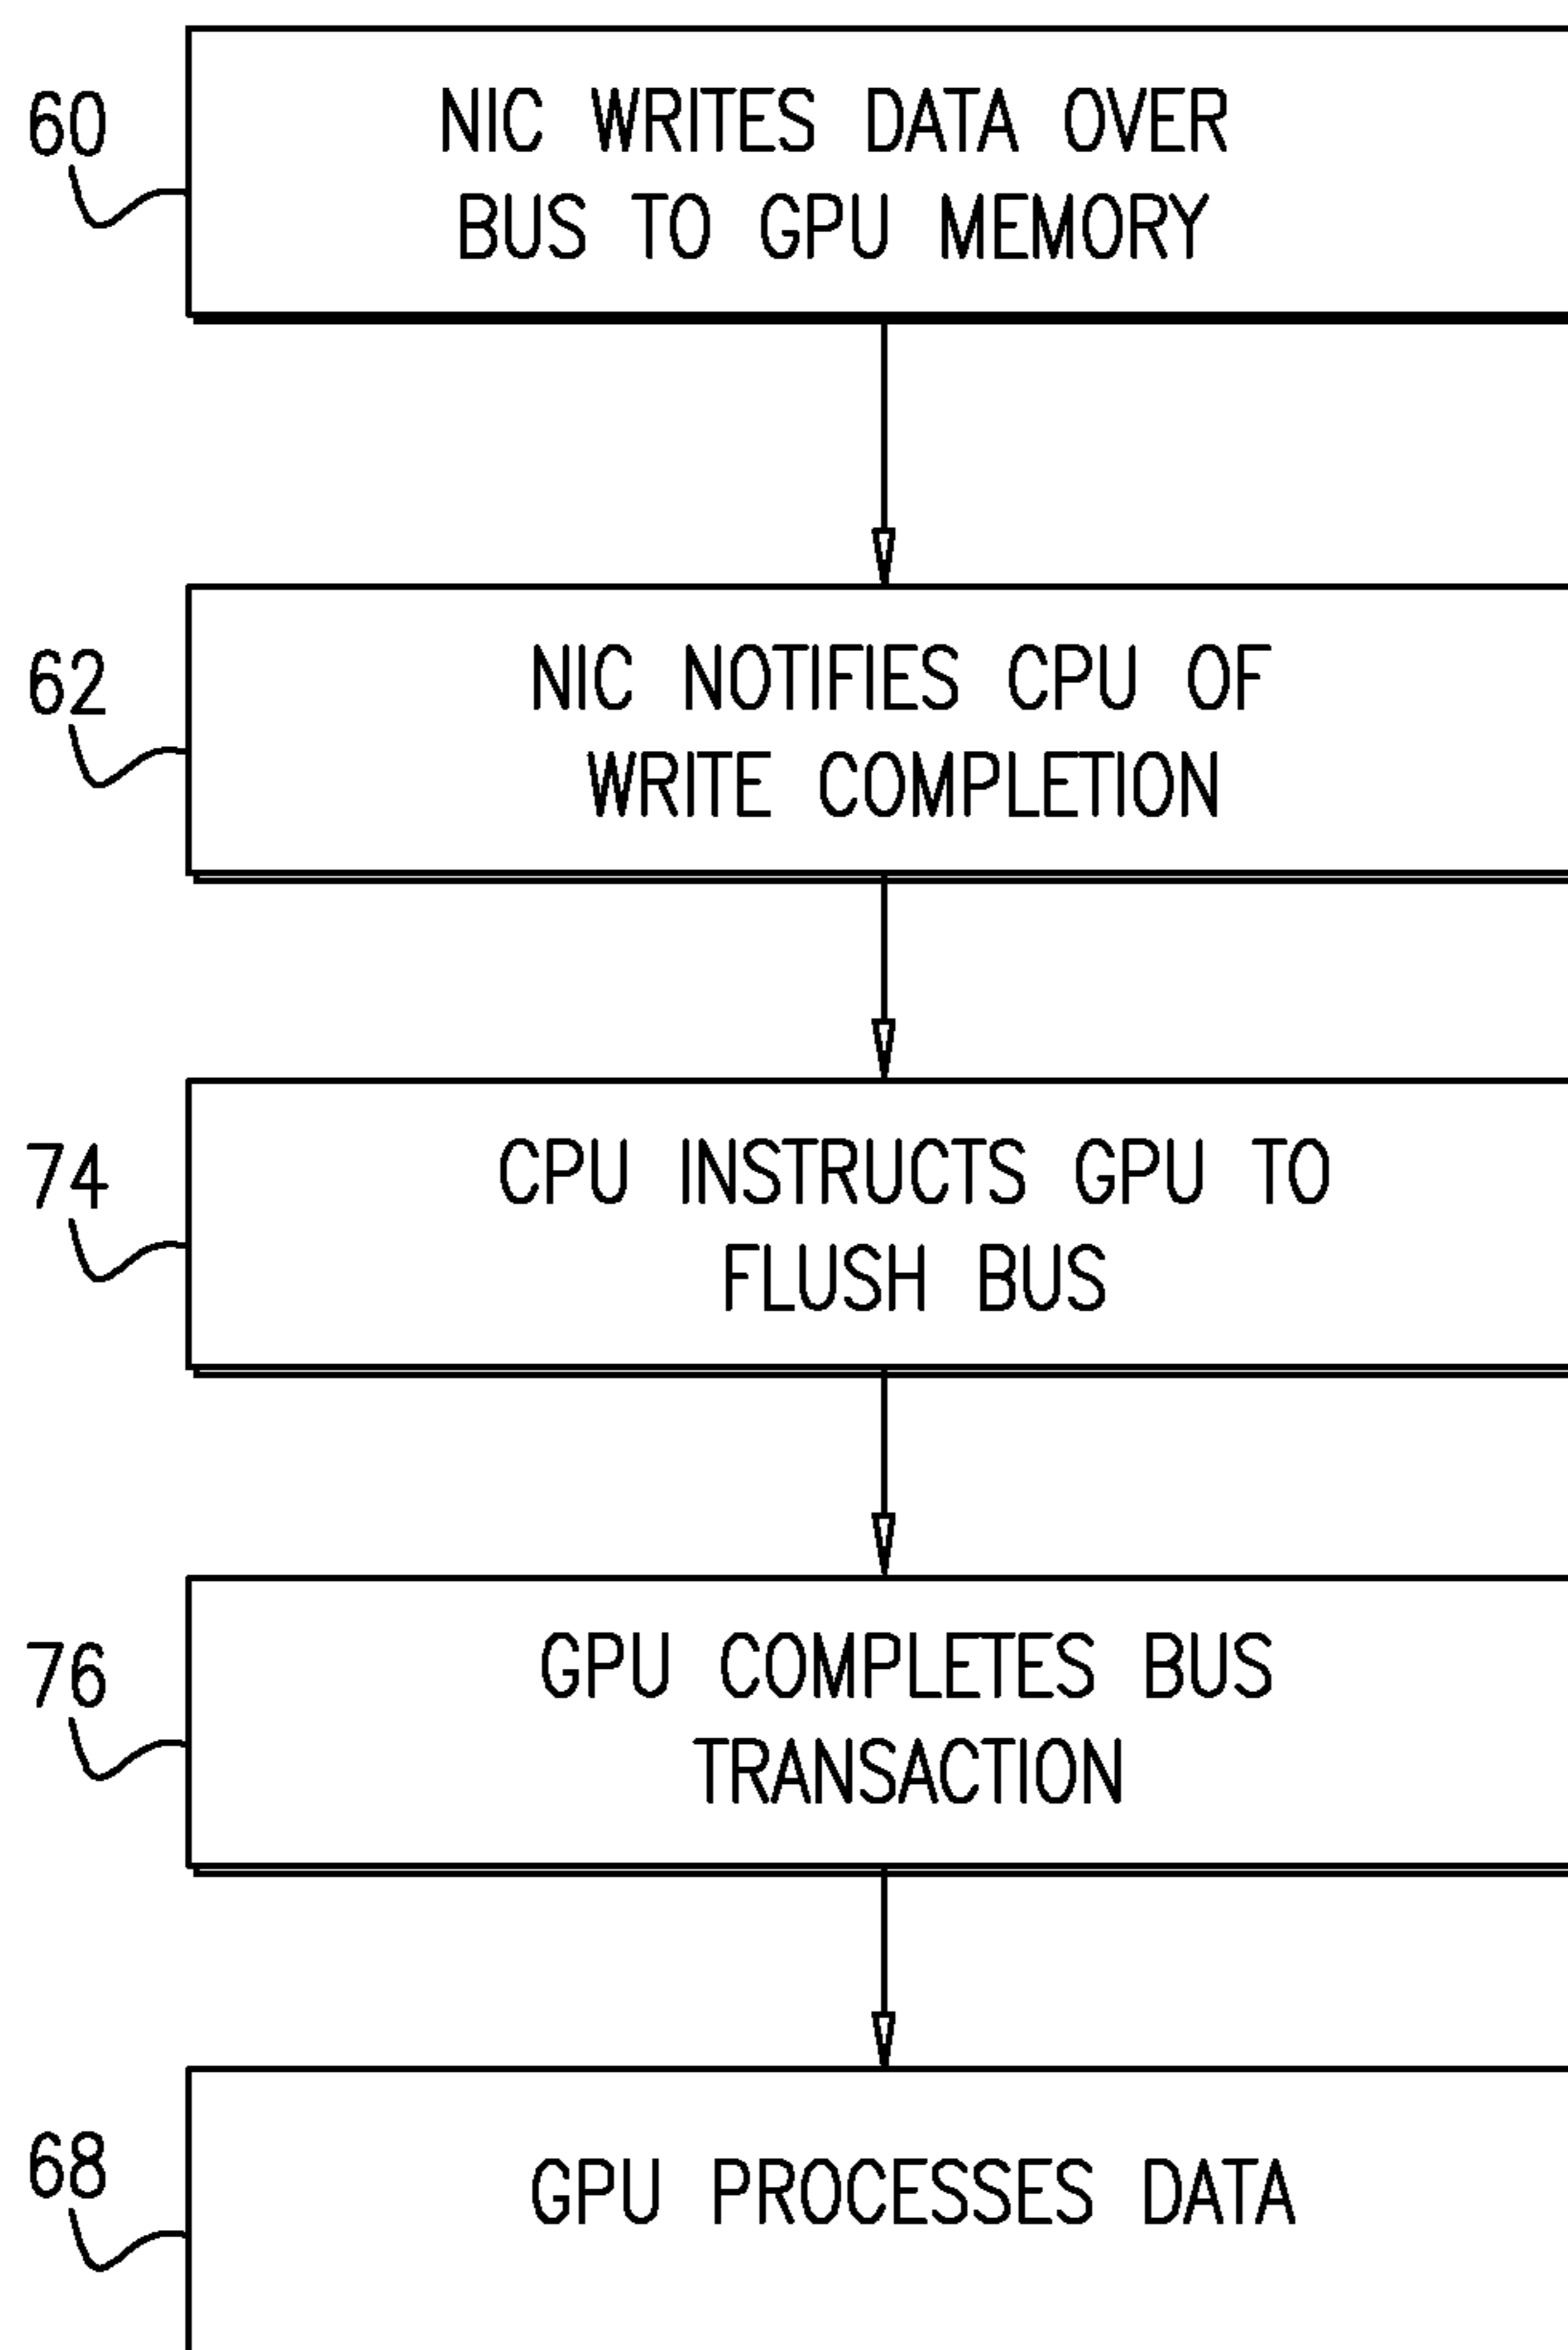 60
NIC WRITES DATA OVER
BUS TO GPU MEMORY
62
NIC NOTIFIES CPU OF
WRITE COMPLETION
74
CPU INSTRUCTS GPU TO
FLUSH BUS
76
GPU COMPLETES BUS
TRANSACTION
68
GPU PROCESSES DATA